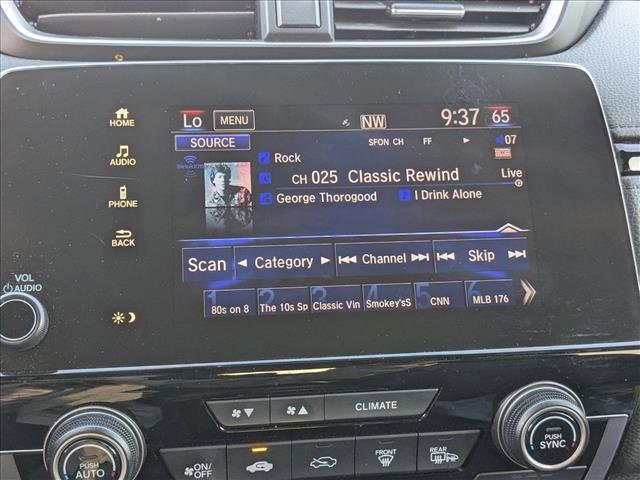 Lo MENU NW 9:37 65
HOME
SOURCE SFON CH FF 07
AUDIO
Rock
SiriusXM
CH 025 Classic Rewind Live
PHONE
George Thorogood I Drink Alone
BACK
Scan Category Channel Skip
VOL
AUDIO
1 2 3 4 5 6
80s on 8 The 10s Sp Classic Vin Smokey'sS CNN MLB 176
CLIMATE
PUSH AUTO
ON/OFF
FRONT
REAR
PUSH SYNC